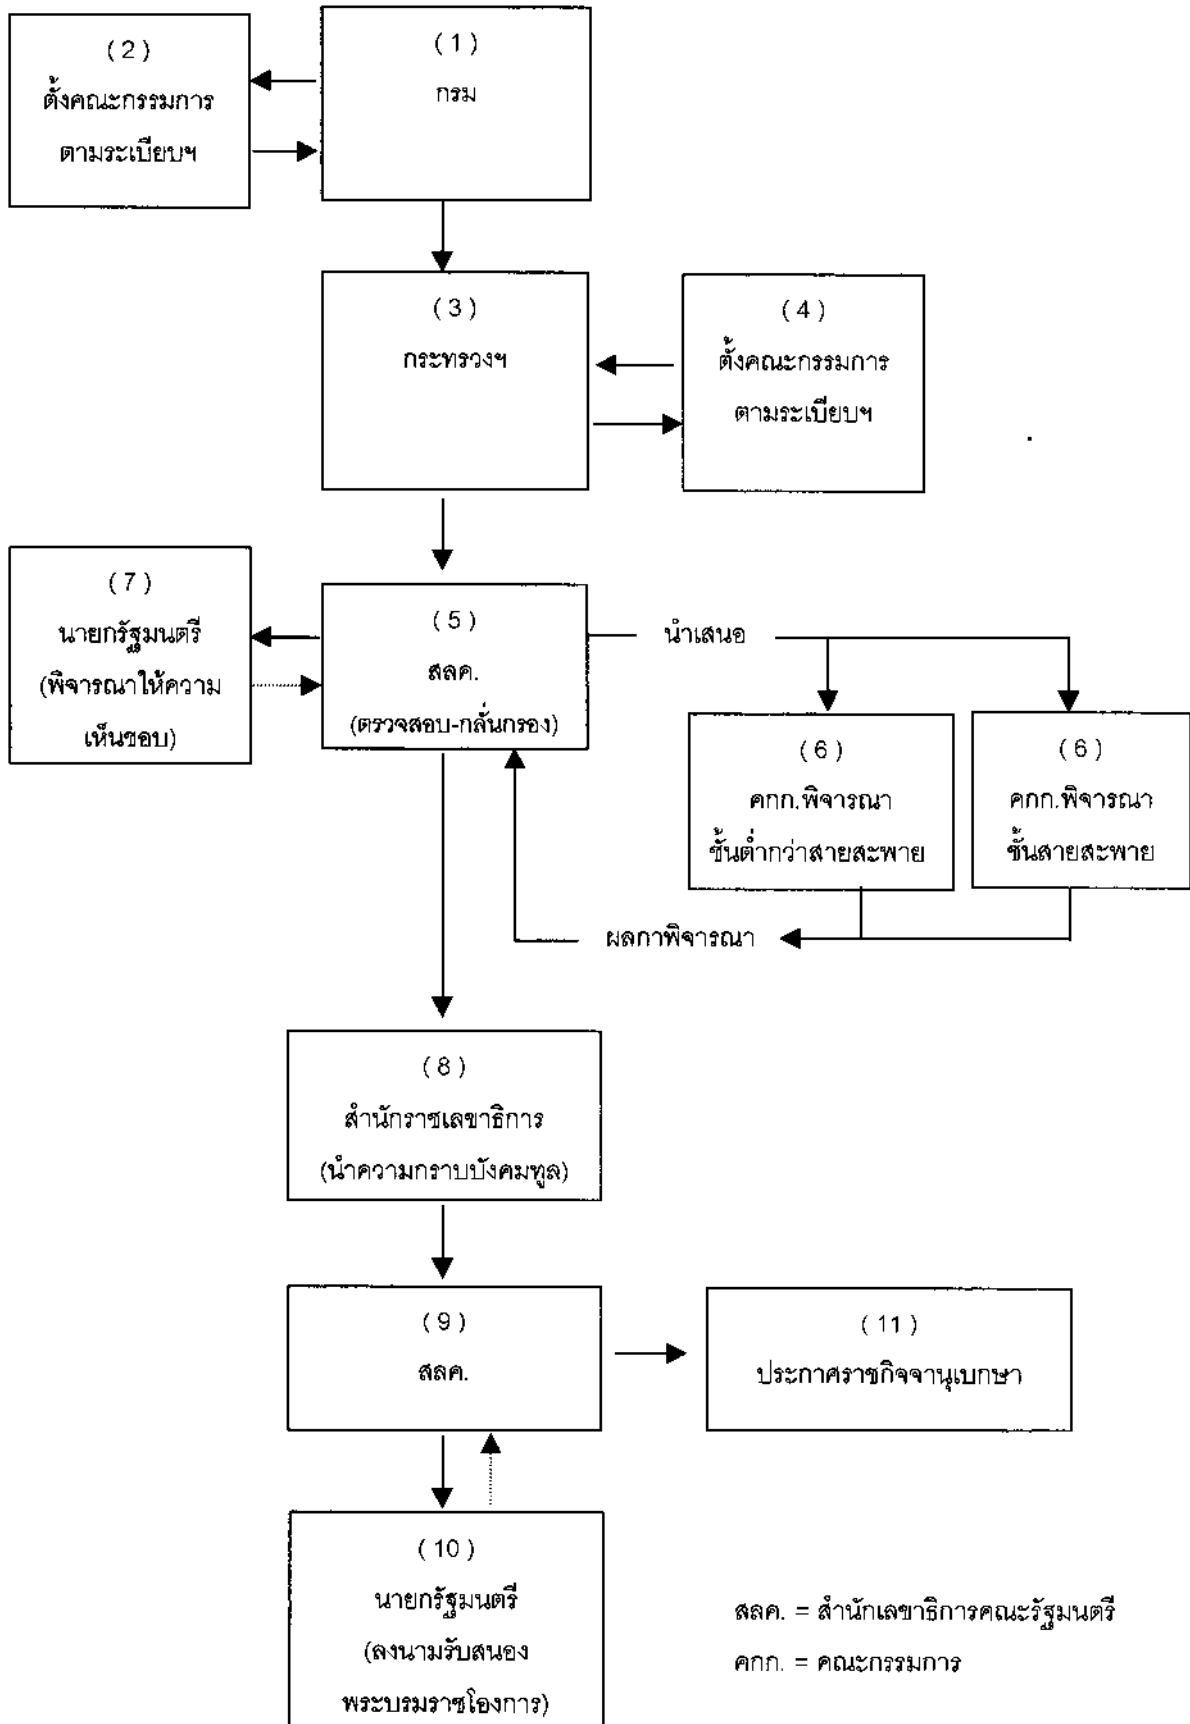 ( 1 )
กรม
( 2 )
ตั้งคณะกรรมการ
ตามระเบียบฯ
( 3 )
กระทรวงฯ
( 4 )
ตั้งคณะกรรมการ
ตามระเบียบฯ
( 5 )
สลค.
(ตรวจสอบ-กลั่นกรอง)
นำเสนอ
( 6 )
คกก.พิจารณา
ชั้นต่ำกว่าสายสะพาย
( 6 )
คกก.พิจารณา
ชั้นสายสะพาย
ผลกาพิจารณา
( 7 )
นายกรัฐมนตรี
(พิจารณาให้ความ
เห็นชอบ)
( 8 )
สำนักราชเลขาธิการ
(นำความกราบบังคมทูล)
( 9 )
สลค.
( 11 )
ประกาศราชกิจจานุเบกษา
( 10 )
นายกรัฐมนตรี
(ลงนามรับสนอง
พระบรมราชโองการ)
สลค. = สำนักเลขาธิการคณะรัฐมนตรี
คกก. = คณะกรรมการ